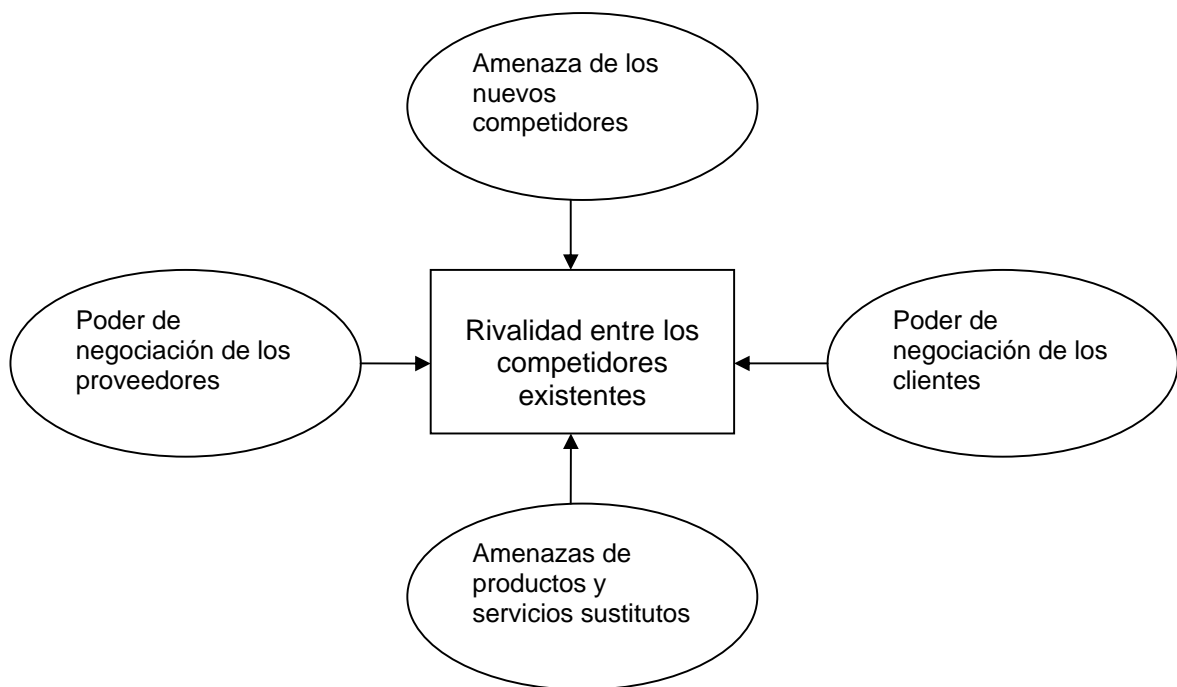 Amenaza de los
nuevos
competidores
Poder de
negociación de los
proveedores
Rivalidad entre los
competidores
existentes
Poder de
negociación de los
clientes
Amenazas de
productos y
servicios sustitutos